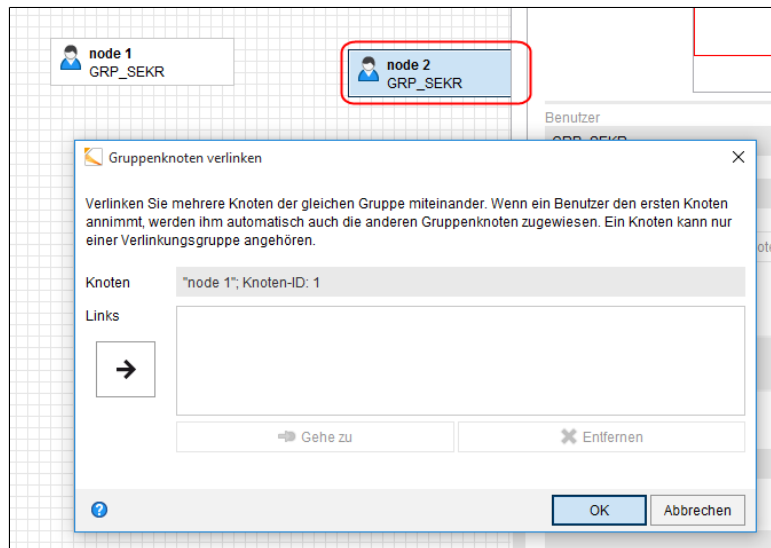 node 1
GRP_SEKR
node 2
GRP_SEKR
Benutzer
GRP_SEKR
Gruppenknoten verlinken
Verlinken Sie mehrere Knoten der gleichen Gruppe miteinander. Wenn ein Benutzer den ersten Knoten
annimmt, werden ihm automatisch auch die anderen Gruppenknoten zugewiesen. Ein Knoten kann nur
einer Verlinkungsgruppe angehören.
Knoten
"node 1"; Knoten-ID: 1
Links
Gehe zu
Entfernen
OK
Abbrechen